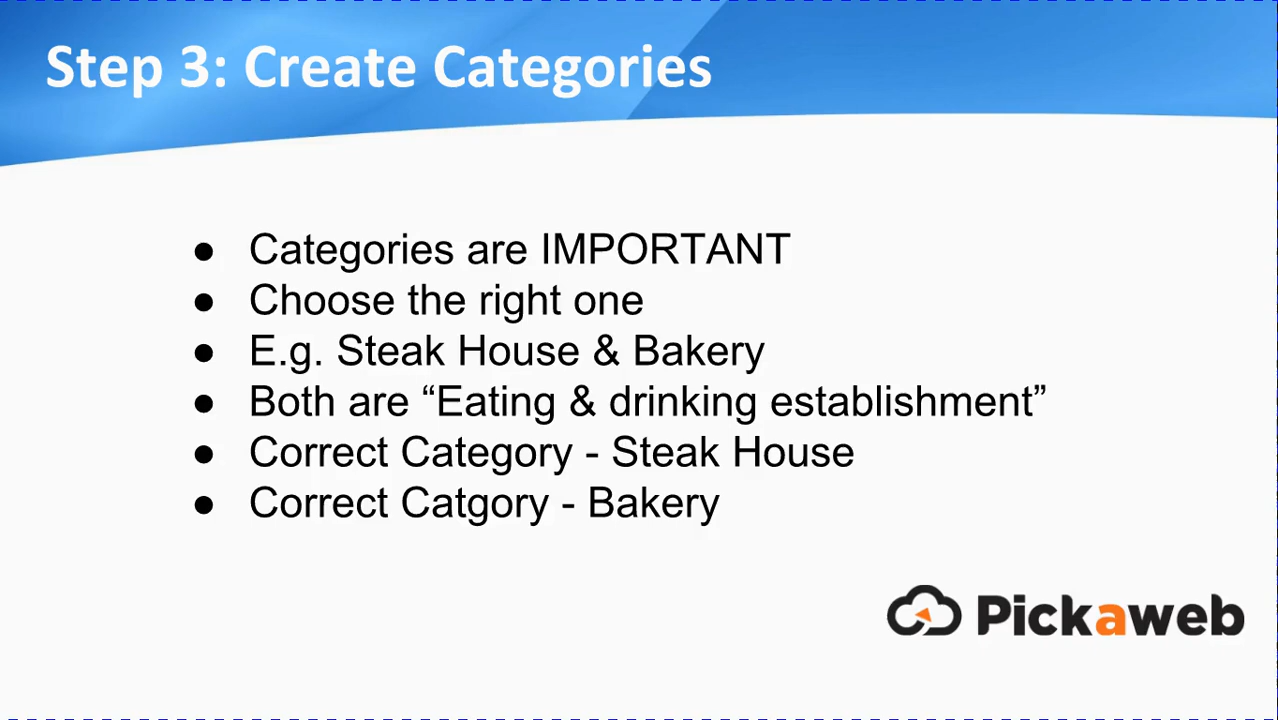 Step 3: Create Categories
● Categories are IMPORTANT
● Choose the right one
● E.g. Steak House & Bakery
● Both are “Eating & drinking establishment”
● Correct Category - Steak House
● Correct Catgory - Bakery
Pickaweb